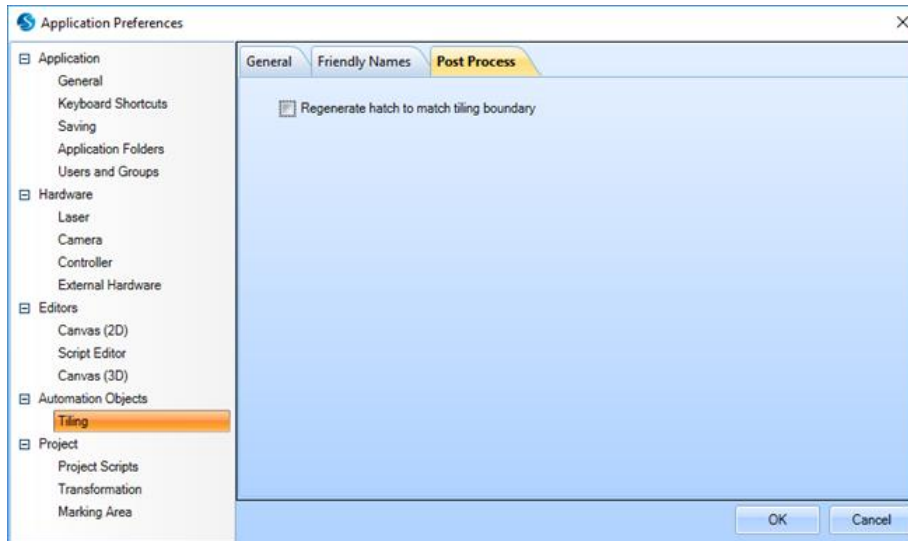 Application Preferences
Application
General
Keyboard Shortcuts
Saving
Application Folders
Users and Groups
Hardware
Laser
Camera
Controller
External Hardware
Editors
Canvas (2D)
Script Editor
Canvas (3D)
Automation Objects
Tiling
Project
Project Scripts
Transformation
Marking Area
General Friendly Names Post Process
Regenerate hatch to match tiling boundary
OK Cancel